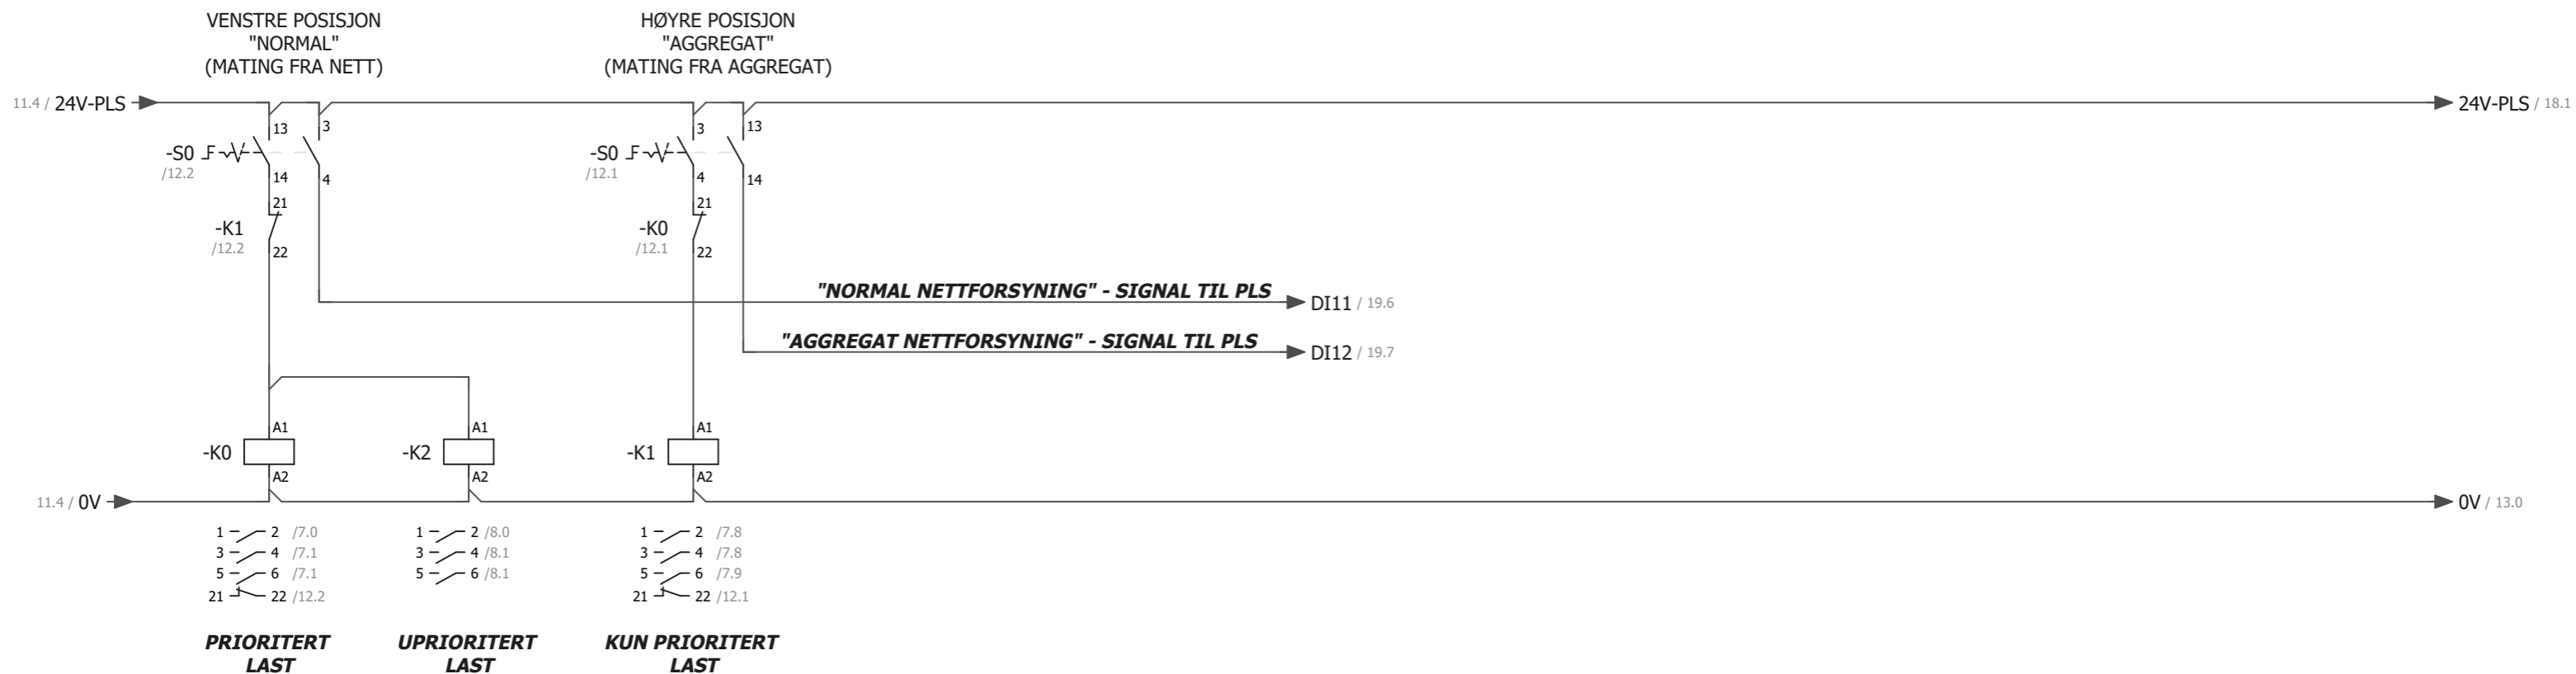 VENSTRE POSISJON
"NORMAL"
(MATING FRA NETT)
HØYRE POSISJON
"AGGREGAT"
(MATING FRA AGGREGAT)
11.4 / 24V-PLS
24V-PLS / 18.1
13
3
3
13
-S0
/12.2
-S0
/12.1
14
4
4
14
21
21
-K1
/12.2
-K0
/12.1
22
22
"NORMAL NETTFORSYNING" - SIGNAL TIL PLS
DI11 / 19.6
"AGGREGAT NETTFORSYNING" - SIGNAL TIL PLS
DI12 / 19.7
A1
A1
A1
-K0
-K2
-K1
A2
A2
A2
11.4 / 0V
0V / 13.0
1 2 /7.0
3 4 /7.1
5 6 /7.1
21 22 /12.2
1 2 /8.0
3 4 /8.1
5 6 /8.1
1 2 /7.8
3 4 /7.8
5 6 /7.9
21 22 /12.1
PRIORITERT
LAST
UPRIORITERT
LAST
KUN PRIORITERT
LAST